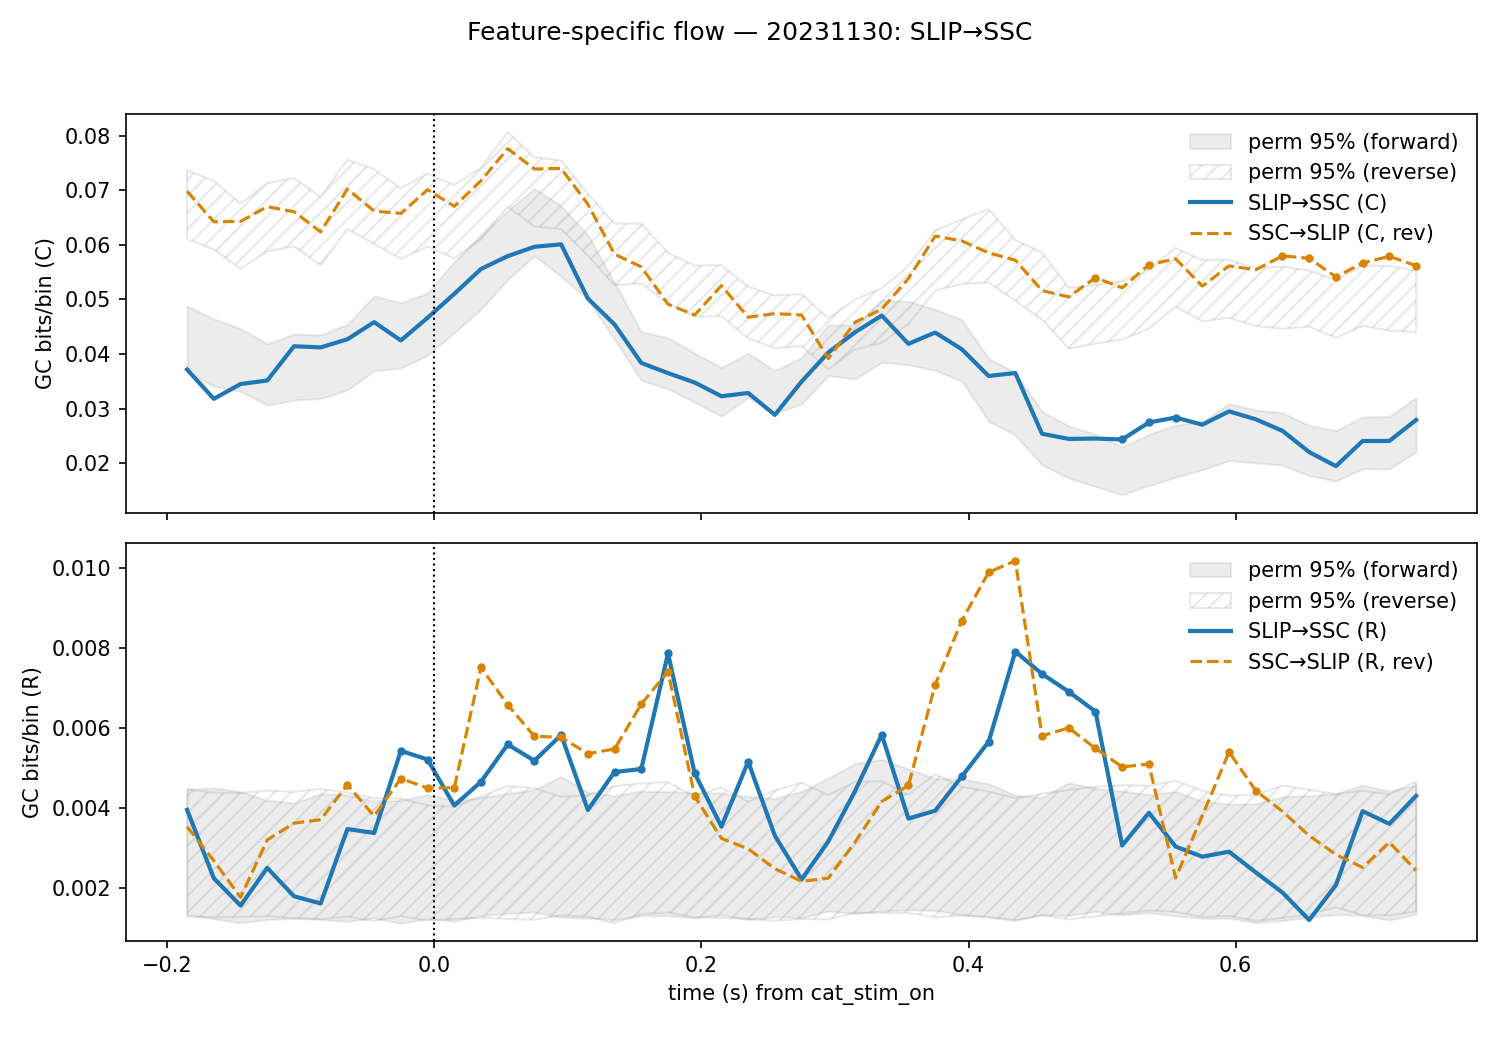 Feature-specific flow — 20231130: SLIP→SSC
GC bits/bin (C)
0.08
0.07
0.06
0.05
0.04
0.03
0.02
perm 95% (forward)
perm 95% (reverse)
SLIP→SSC (C)
SSC→SLIP (C, rev)
GC bits/bin (R)
0.010
0.008
0.006
0.004
0.002
perm 95% (forward)
perm 95% (reverse)
SLIP→SSC (R)
SSC→SLIP (R, rev)
−0.2 0.0 0.2 0.4 0.6
time (s) from cat_stim_on